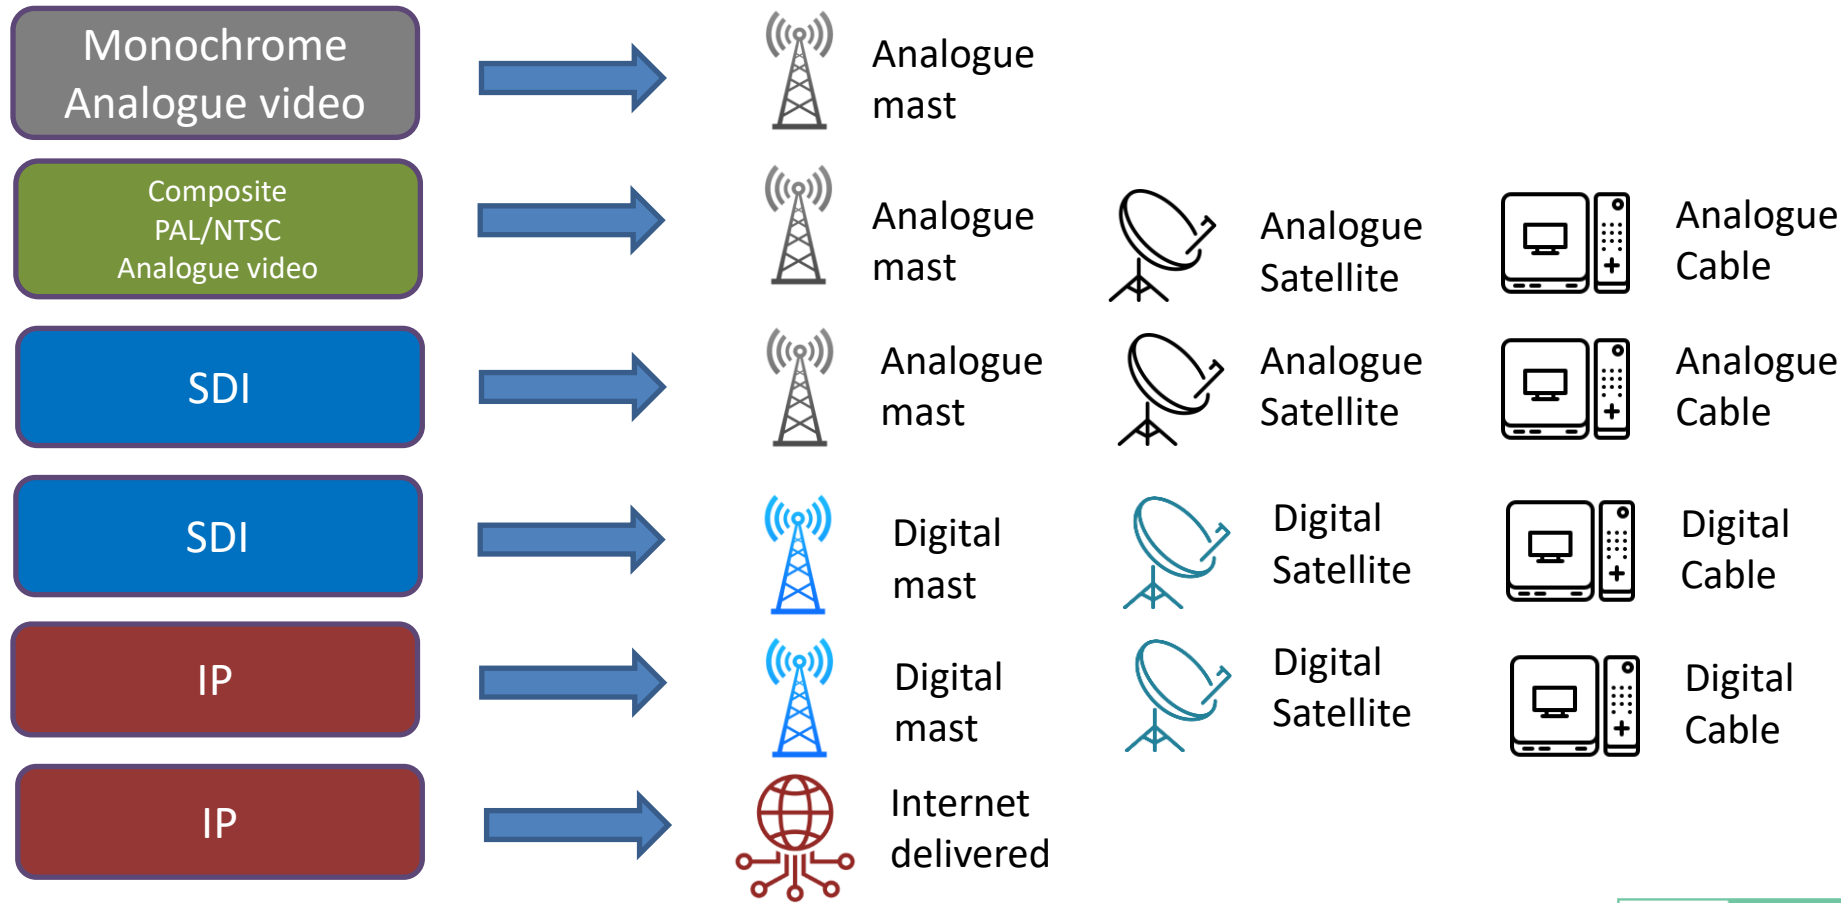 Monochrome
Analogue video
Analogue
mast
Composite
PAL/NTSC
Analogue video
Analogue
mast
Analogue
Satellite
Analogue
Cable
SDI
Analogue
mast
Analogue
Satellite
Analogue
Cable
SDI
Digital
mast
Digital
Satellite
Digital
Cable
IP
Digital
mast
Digital
Satellite
Digital
Cable
IP
Internet
delivered